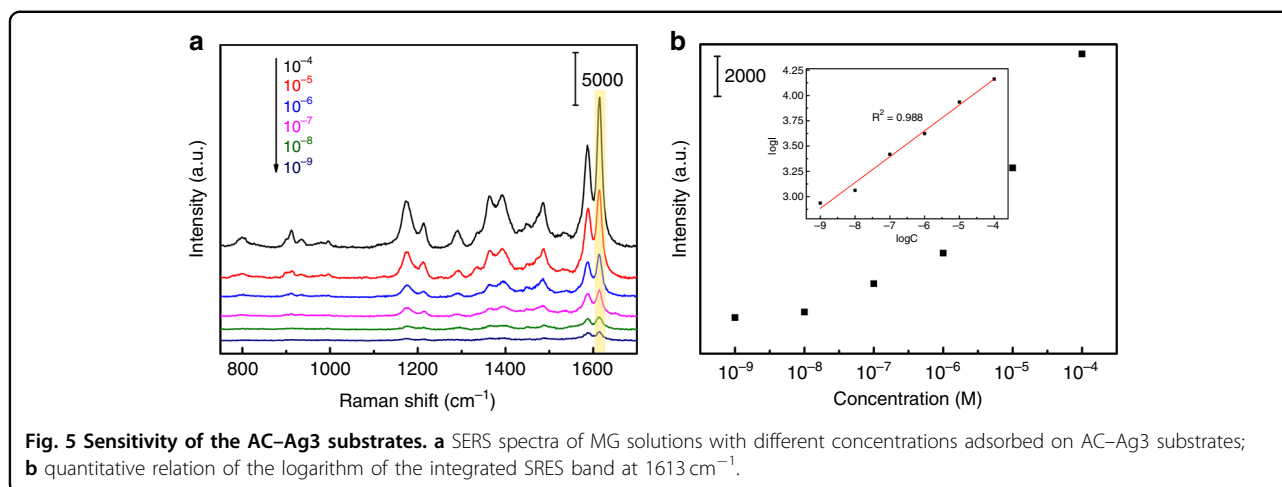 a
10⁻⁴
10⁻⁵
10⁻⁶
10⁻⁷
10⁻⁸
10⁻⁹
5000
Intensity (a.u.)
800 1000 1200 1400 1600
Raman shift (cm⁻¹)
b
2000
Intensity (a.u.)
4.25
4.00
3.75
3.50
3.25
3.00
logI
R² = 0.988
−9 −8 −7 −6 −5 −4
logC
10⁻⁹ 10⁻⁸ 10⁻⁷ 10⁻⁶ 10⁻⁵ 10⁻⁴
Concentration (M)
Fig. 5 Sensitivity of the AC–Ag3 substrates. a SERS spectra of MG solutions with different concentrations adsorbed on AC–Ag3 substrates;
b quantitative relation of the logarithm of the integrated SRES band at 1613 cm⁻¹.